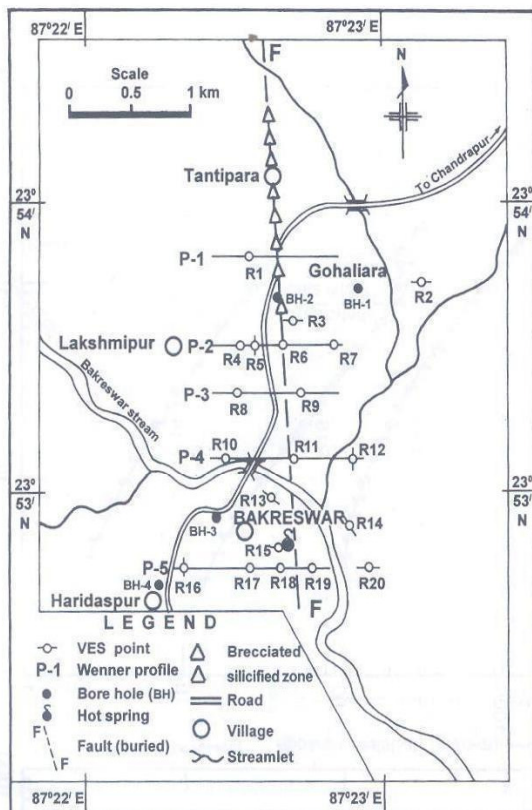 87°22' E
87°23' E
F
N
Scale
0
0.5
1 km
To Chandrapur
Tantipara
23°
54'
N
23°
54'
N
P-1
R1
Gohaliara
BH-2
BH-1
R2
R3
Lakshmipur
P-2
R4
R5
R6
R7
Bakreswar stream
P-3
R8
R9
P-4
R10
R11
R12
23°
53'
N
23°
53'
N
R13
BH-3
BAKRESWAR
R14
R15
P-5
BH-4
R16
R17
R18
R19
R20
Haridaspur
F
LEGEND
VES point
P-1 Wenner profile
Bore hole (BH)
Hot spring
F
Fault (buried)
F
Brecciated
silicified zone
Road
Village
Streamlet
87°22' E
87°23' E